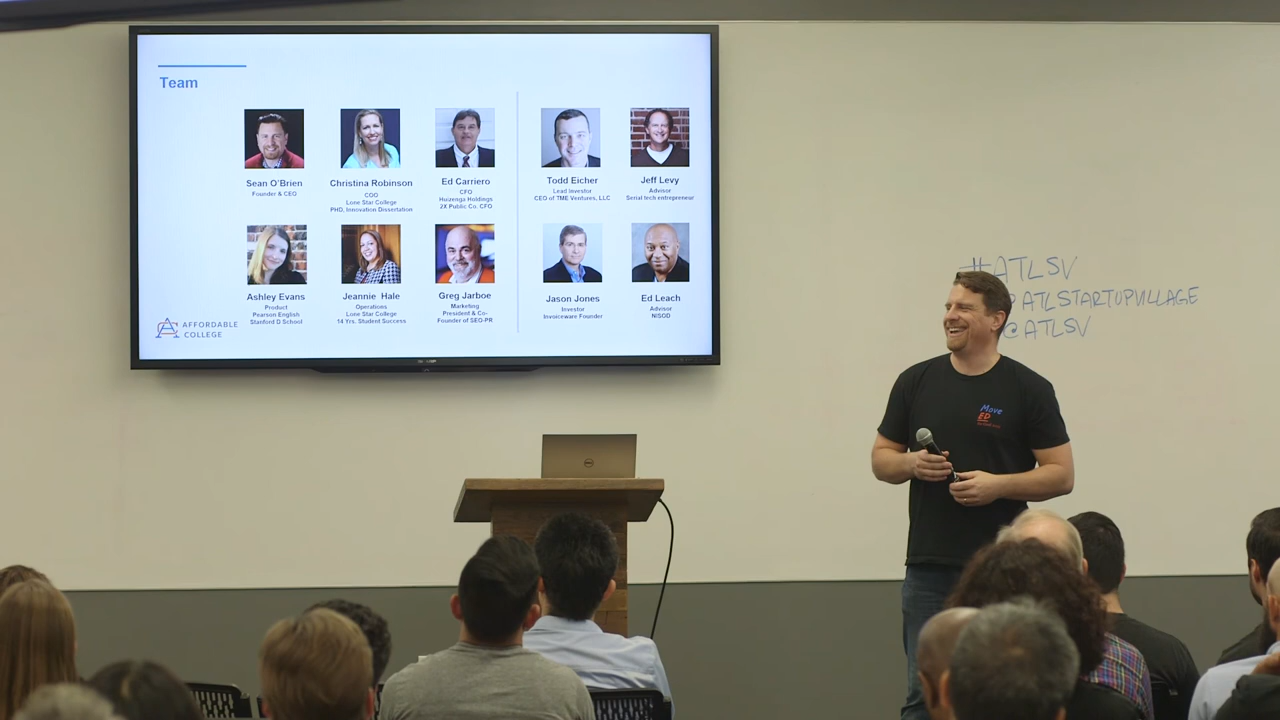 Team
Sean O'Brien
Founder & CEO
Christina Robinson
COO
Lone Star College
PHD, Innovation Dissertation
Ed Carriero
CFO
Huizenga Holdings
2X Public Co. CFO
Todd Eicher
Lead Investor
CEO of TME Ventures, LLC
Jeff Levy
Advisor
Serial tech entrepreneur
Ashley Evans
Product
Pearson English
Stanford D School
Jeannie Hale
Operations
Lone Star College
14 Yrs. Student Success
Greg Jarboe
Marketing
President & Co-
Founder of SEO-PR
Jason Jones
Investor
Invoiceware Founder
Ed Leach
Advisor
NISOD
AFFORDABLE
COLLEGE
#ATLSV
ATLSTARTUPVILLAGE
@ATLSV
Move
ED
DELL